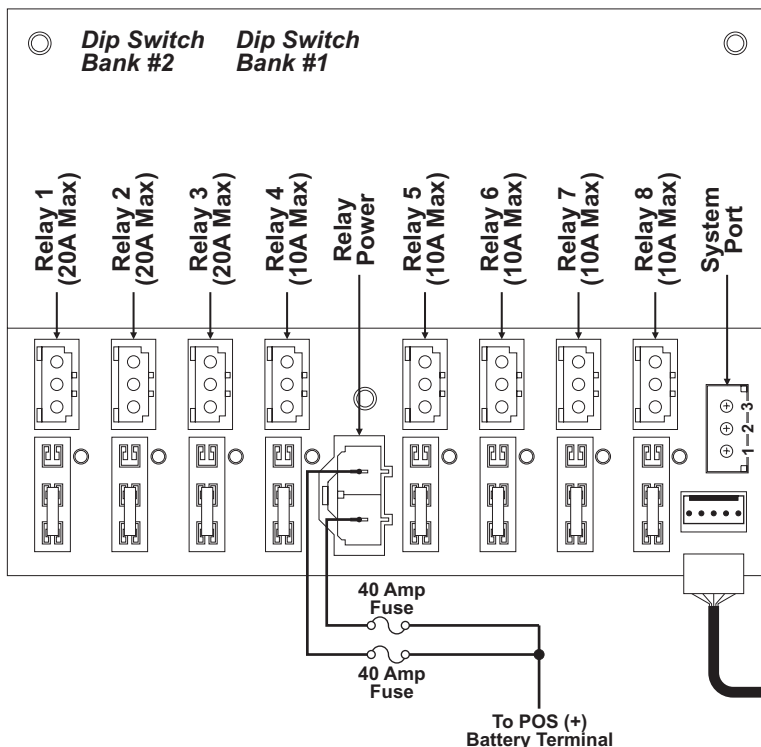 Dip Switch
Bank #2
Dip Switch
Bank #1
Relay 1
(20A Max)
Relay 2
(20A Max)
Relay 3
(20A Max)
Relay 4
(10A Max)
Relay
Power
Relay 5
(10A Max)
Relay 6
(10A Max)
Relay 7
(10A Max)
Relay 8
(10A Max)
System
Port
1–2–3
40 Amp
Fuse
40 Amp
Fuse
To POS (+)
Battery Terminal